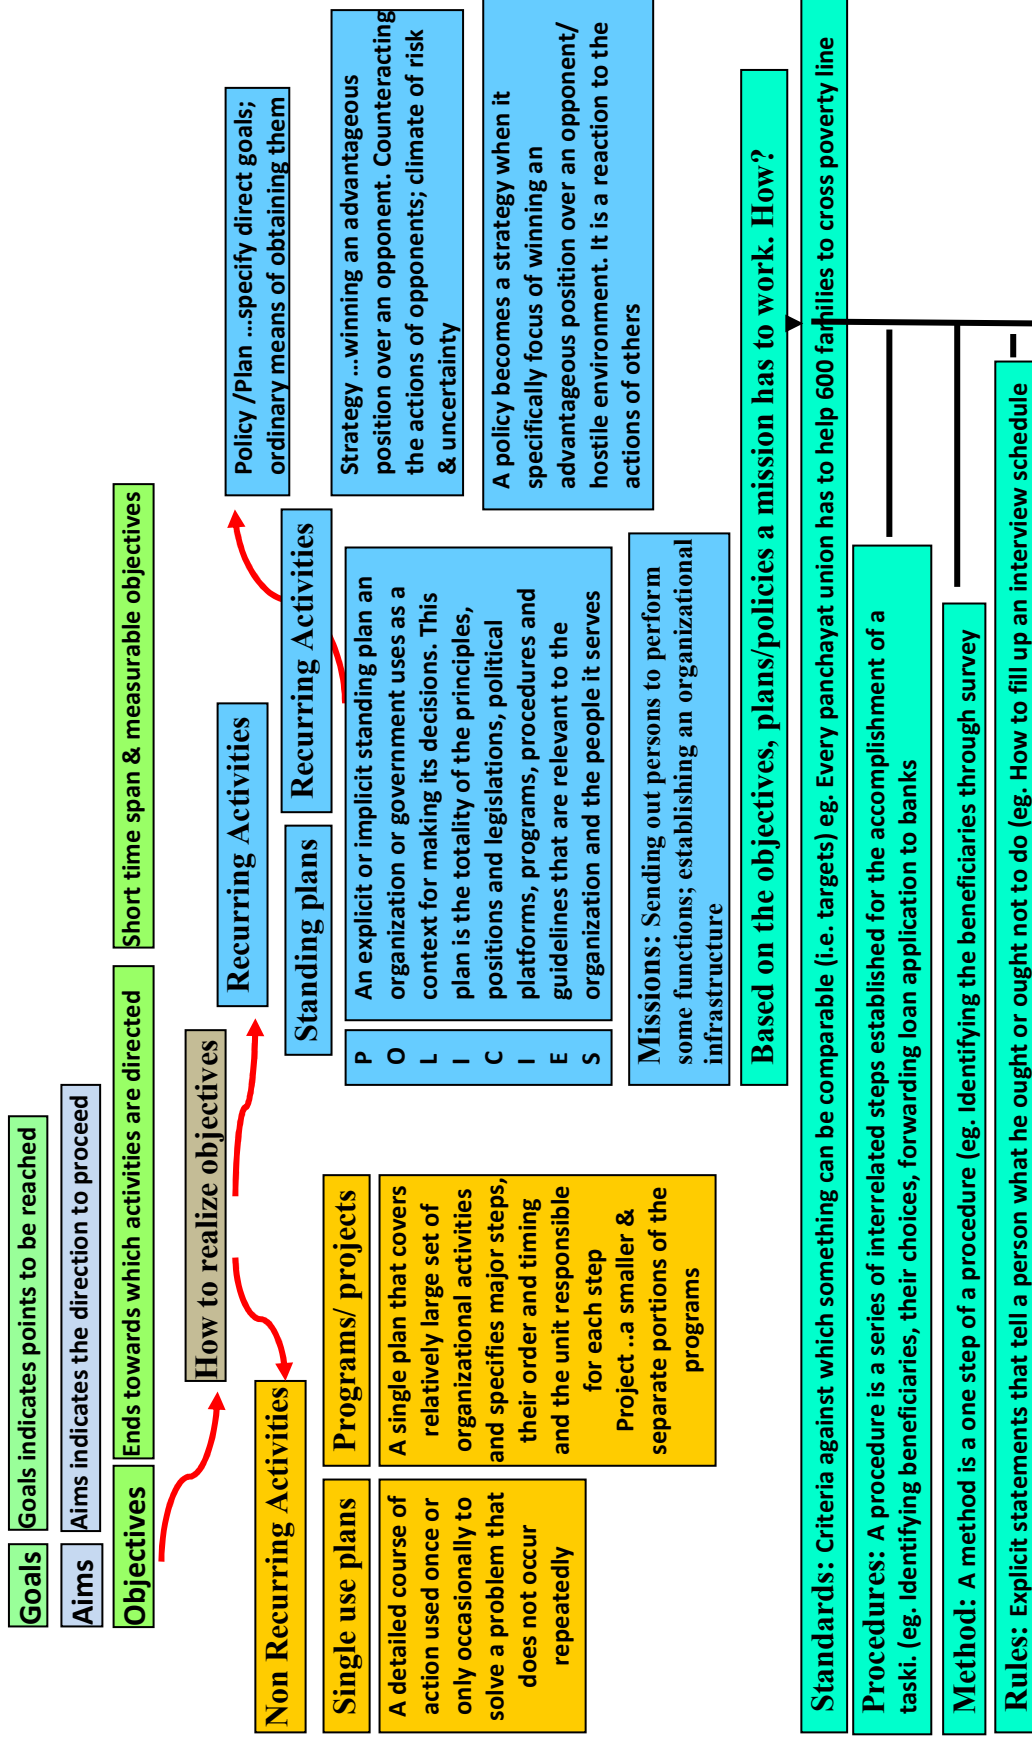 Goals
Goals indicates points to be reached
Aims
Aims indicates the direction to proceed
Objectives
Ends towards which activities are directed
Short time span & measurable objectives
How to realize objectives
Non Recurring Activities
Recurring Activities
Single use plans
Programs/ projects
A detailed course of
action used once or
only occasionally to
solve a problem that
does not occur
repeatedly
A single plan that covers
relatively large set of
organizational activities
and specifies major steps,
their order and timing
and the unit responsible
for each step
Project ...a smaller &
separate portions of the
programs
Standing plans
Recurring Activities
P
O
L
I
C
I
E
S
An explicit or implicit standing plan an
organization or government uses as a
context for making its decisions. This
plan is the totality of the principles,
positions and legislations, political
platforms, programs, procedures and
guidelines that are relevant to the
organization and the people it serves
Policy /Plan ...specify direct goals;
ordinary means of obtaining them
Strategy ...winning an advantageous
position over an opponent. Counteracting
the actions of opponents; climate of risk
& uncertainty
A policy becomes a strategy when it
specifically focus of winning an
advantageous position over an opponent/
hostile environment. It is a reaction to the
actions of others
Missions: Sending out persons to perform
some functions; establishing an organizational
infrastructure
Based on the objectives, plans/policies a mission has to work. How?
Standards: Criteria against which something can be comparable (i.e. targets) eg. Every panchayat union has to help 600 families to cross poverty line
Procedures: A procedure is a series of interrelated steps established for the accomplishment of a
taski. (eg. Identifying beneficiaries, their choices, forwarding loan application to banks
Method: A method is a one step of a procedure (eg. Identifying the beneficiaries through survey
Rules: Explicit statements that tell a person what he ought or ought not to do (eg. How to fill up an interview schedule